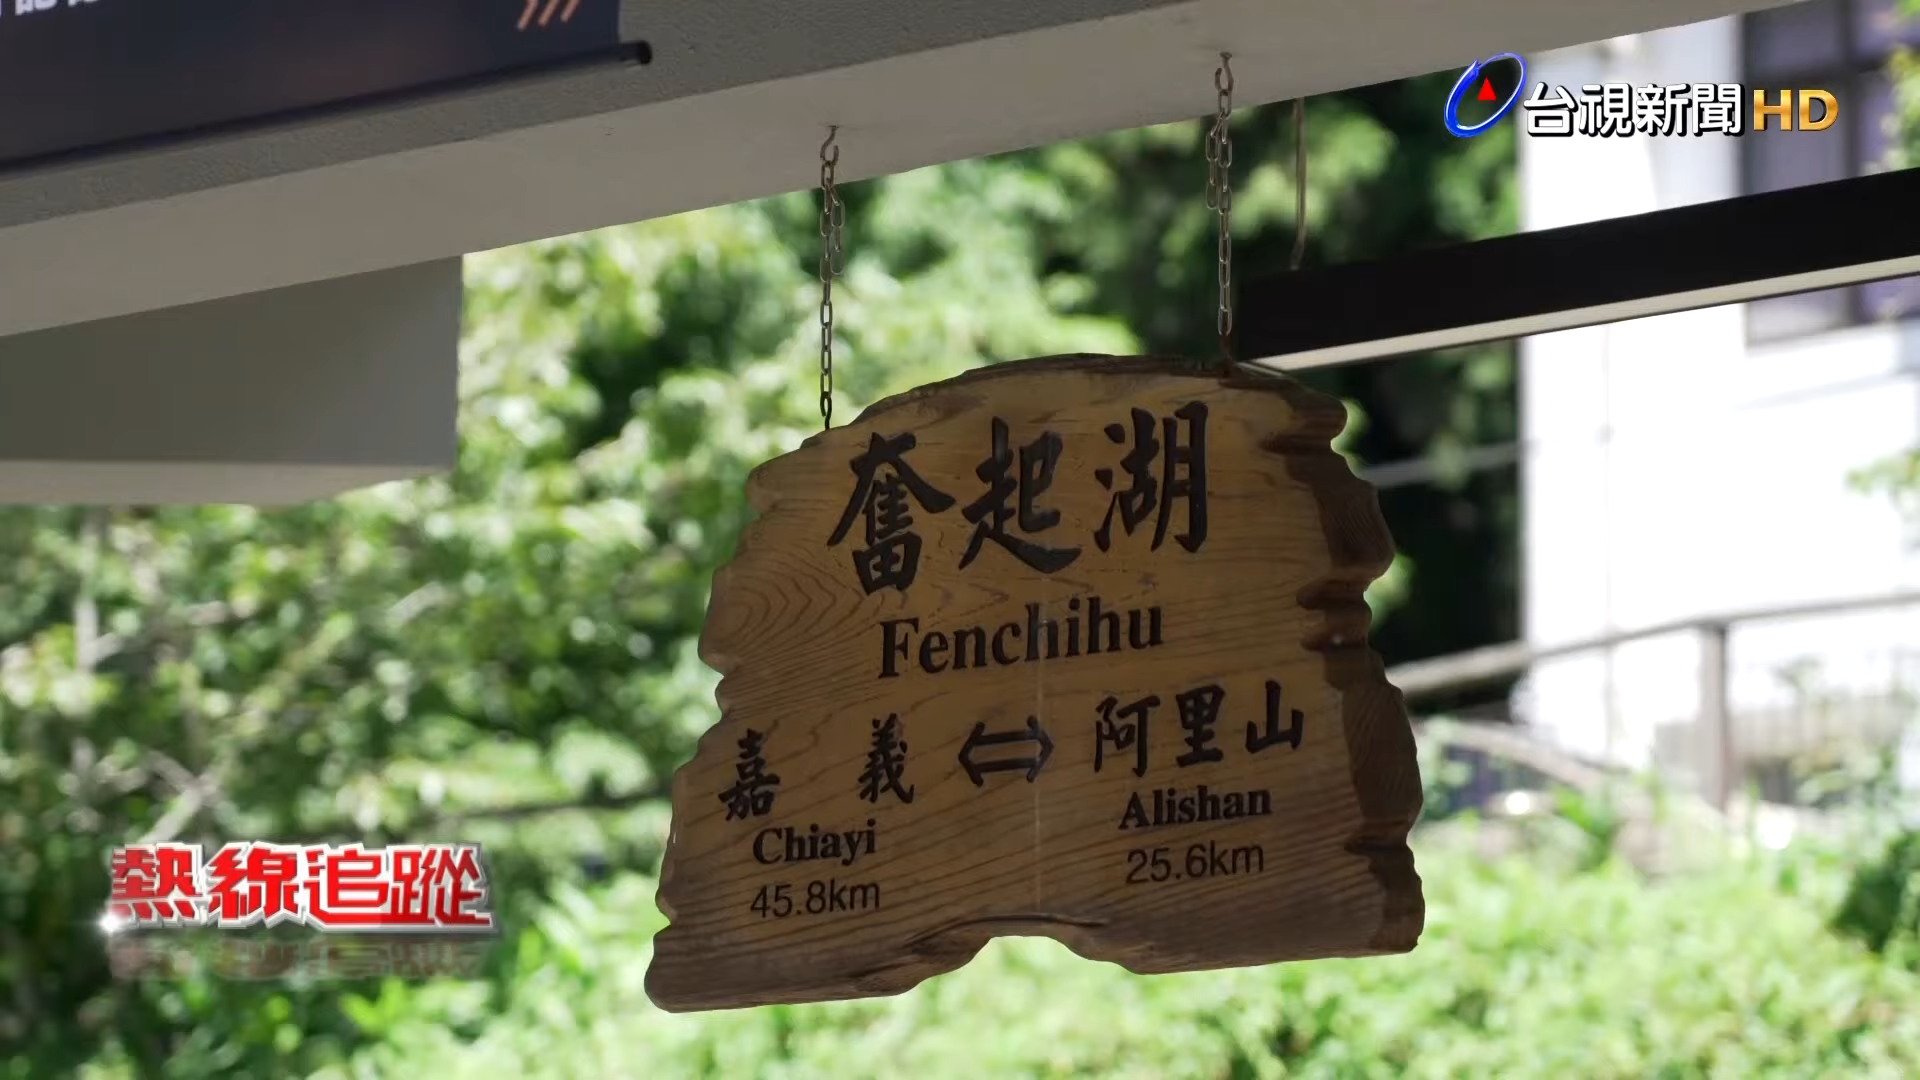 台視新聞HD
奮起湖
Fenchihu
嘉義 ⇔ 阿里山
Chiayi Alishan
45.8km 25.6km
熱線追蹤